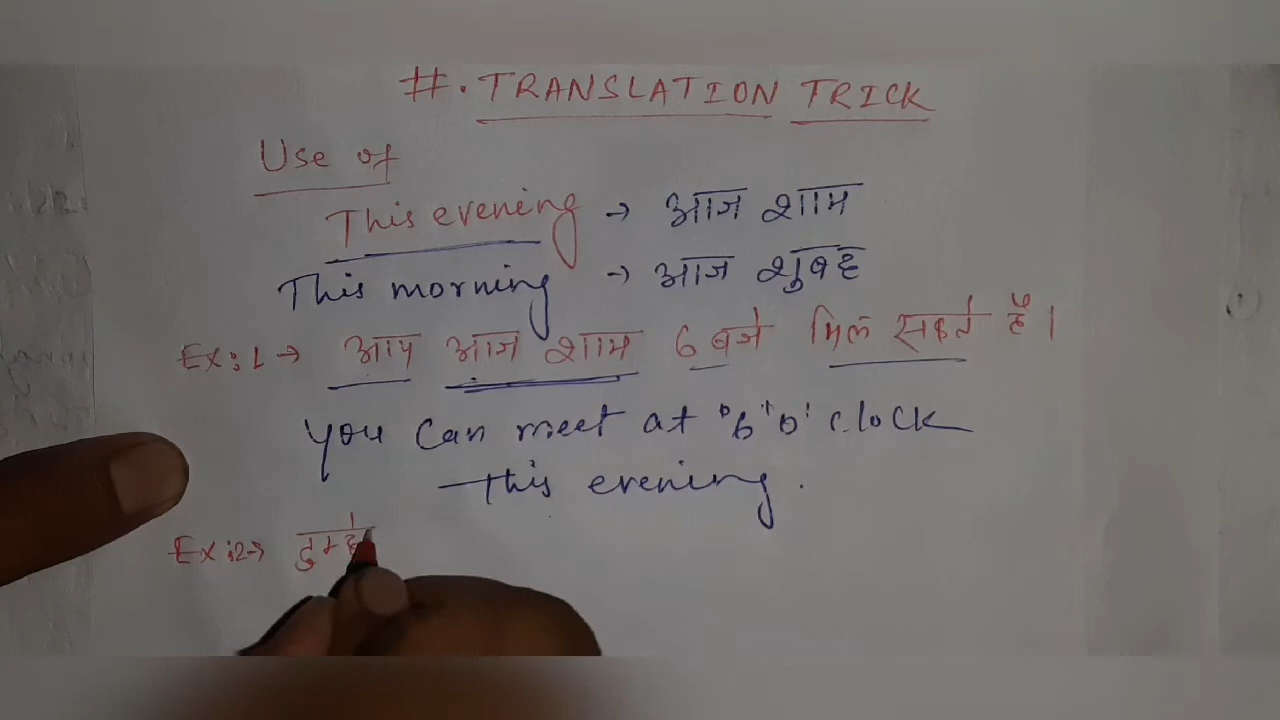 #. TRANSLATION TRICK
Use of
This evening → आज शाम
This morning → आज शुबह
Ex:1→ आप आज शाम 6 बजे मिल सकते हैं।
You can meet at "6" o'clock
This evening.
Ex:2→ तुम्ह